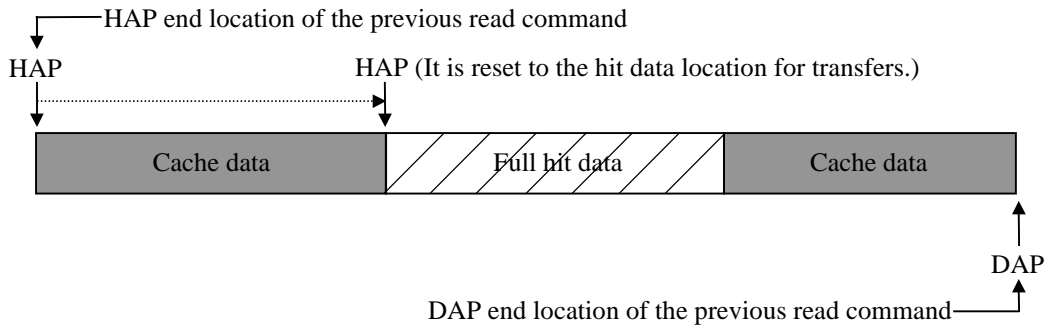 HAP end location of the previous read command
HAP
HAP (It is reset to the hit data location for transfers.)
Cache data
Full hit data
Cache data
DAP
DAP end location of the previous read command